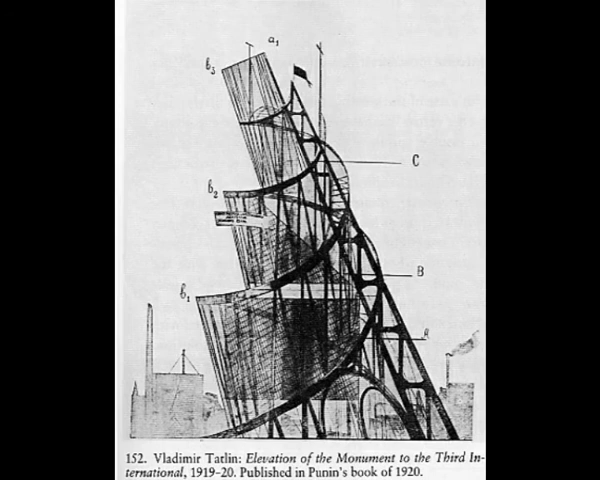 a₁
b₃
C
b₂
B
b₁
A
152. Vladimir Tatlin: Elevation of the Monument to the Third In-
ternational, 1919-20. Published in Punin's book of 1920.